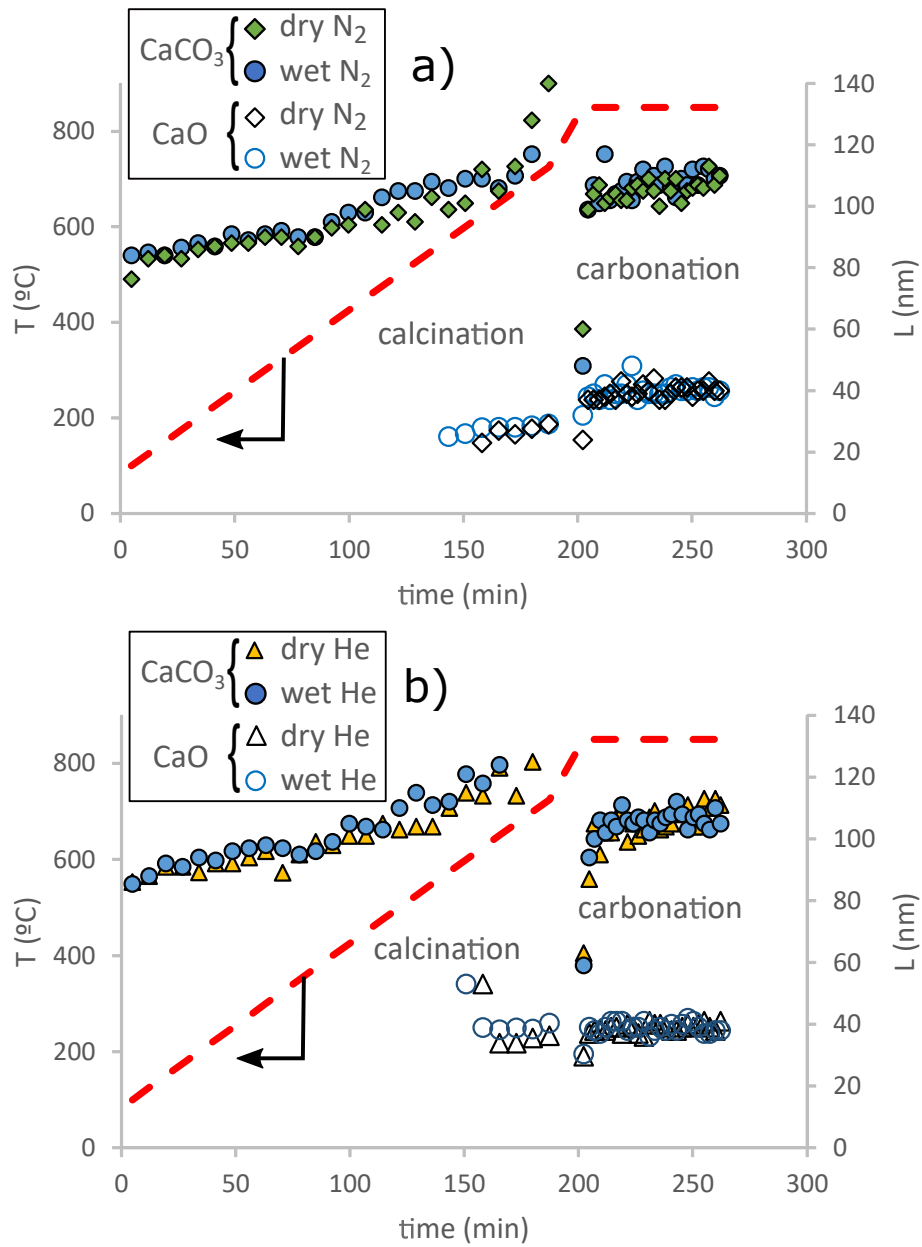 CaCO₃ { dry N₂
wet N₂
CaO { dry N₂
wet N₂
a)
800
600
400
200
0
T (ºC)
140
120
100
80
60
40
20
0
L (nm)
carbonation
calcination
0 50 100 150 200 250 300
time (min)
CaCO₃ { dry He
wet He
CaO { dry He
wet He
b)
800
600
400
200
0
T (ºC)
140
120
100
80
60
40
20
0
L (nm)
carbonation
calcination
0 50 100 150 200 250 300
time (min)